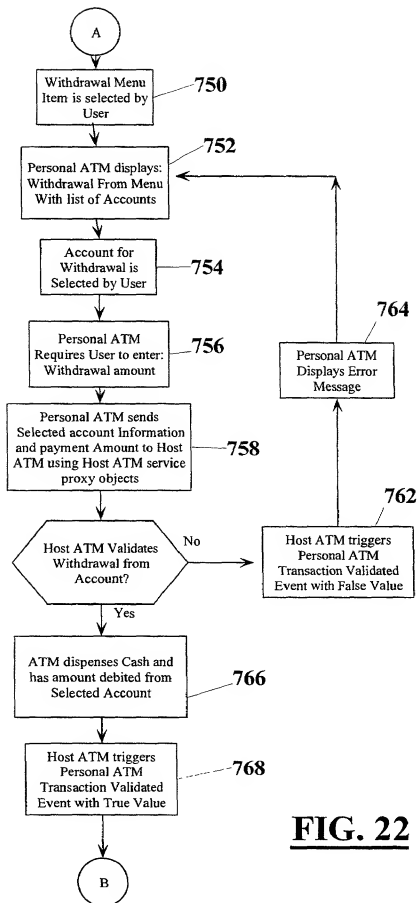 A
Withdrawal Menu
Item is selected by
User
750
752
Personal ATM displays:
Withdrawal From Menu
With list of Accounts
Account for
Withdrawal is
Selected by User
754
Personal ATM
Requires User to enter:
Withdrawal amount
756
764
Personal ATM
Displays Error
Message
Personal ATM sends
Selected account Information
and payment Amount to Host
ATM using Host ATM service
proxy objects
758
762
Host ATM Validates
Withdrawal from
Account?
No
Host ATM triggers
Personal ATM
Transaction Validated
Event with False Value
Yes
ATM dispenses Cash and
has amount debited from
Selected Account
766
Host ATM triggers
Personal ATM
Transaction Validated
Event with True Value
768
FIG. 22
B